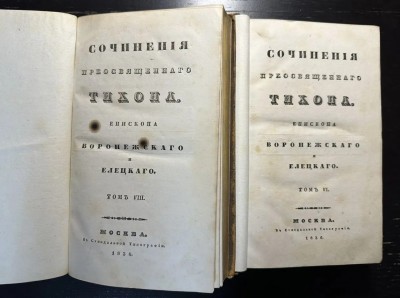 СОЧИНЕНІЯ
ПРЕОСВЯЩЕННАГО
ТИХОНА,
ЕПИСКОПА
ВОРОНЕЖСКАГО
И
ЕЛЕЦКАГО.
ТОМЪ VIII.
МОСКВА.
Въ Сѵнодальной Типографіи.
1836.
СОЧИНЕНІЯ
ПРЕОСВЯЩЕННАГО
ТИХОНА,
ЕПИСКОПА
ВОРОНЕЖСКАГО
И
ЕЛЕЦКАГО.
ТОМЪ VI.
МОСКВА.
Въ Сѵнодальной Типографіи.
1836.